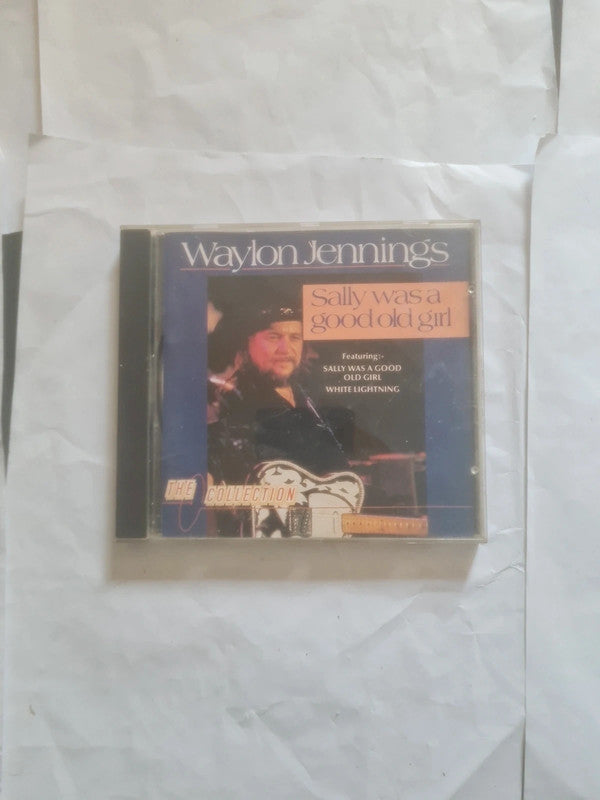 Waylon Jennings
Sally was a
good old girl
Featuring:-
SALLY WAS A GOOD
OLD GIRL
WHITE LIGHTNING
THE COLLECTION